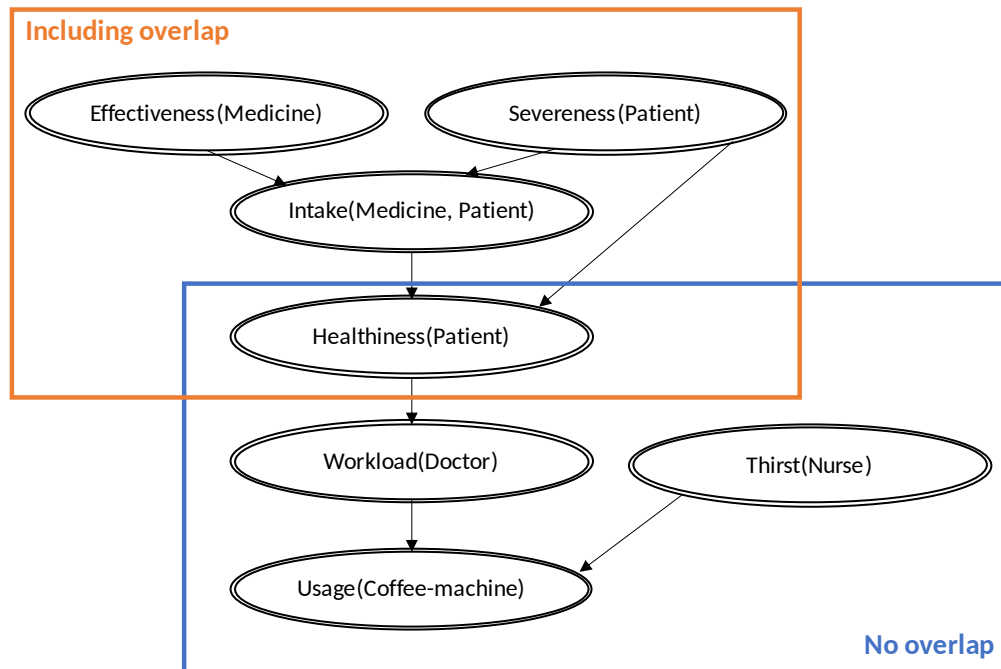 Including overlap
Effectiveness(Medicine)
Severeness(Patient)
Intake(Medicine, Patient)
Healthiness(Patient)
Workload(Doctor)
Thirst(Nurse)
Usage(Coffee-machine)
No overlap